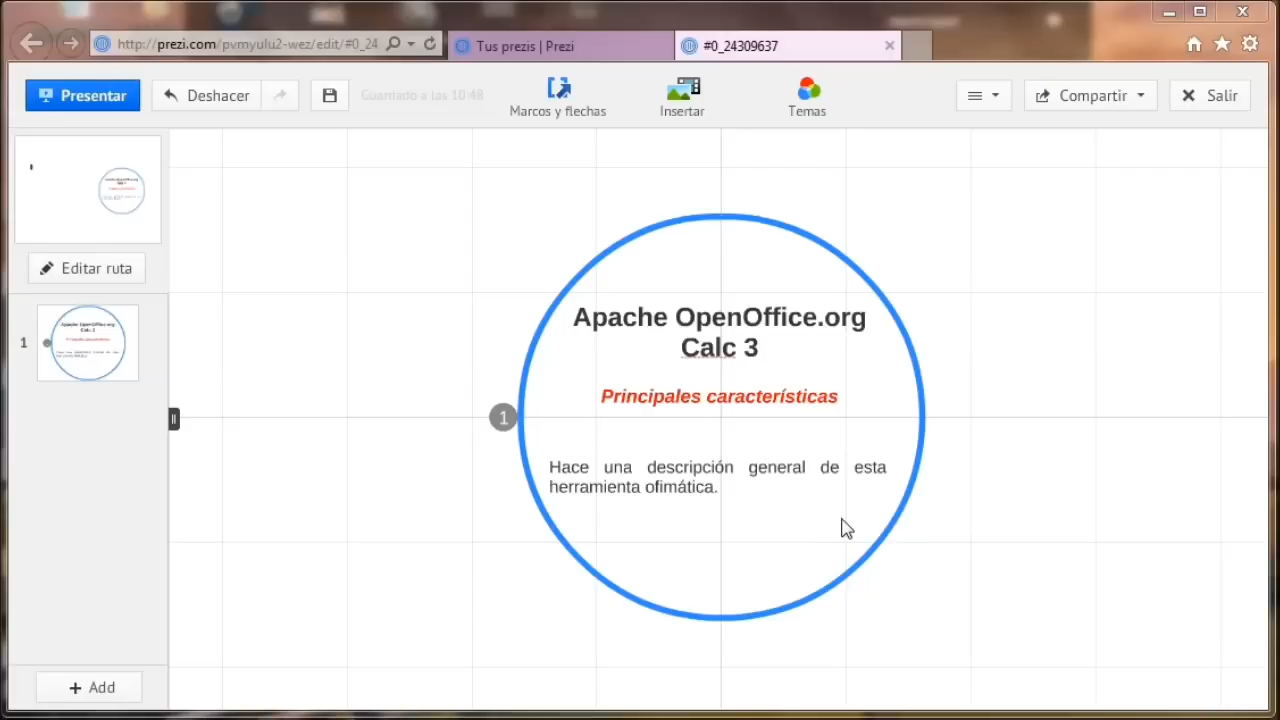 http://prezi.com/pvmyulu2-wez/edit/#0_24
Tus prezis | Prezi
#0_24309637
Presentar
Deshacer
Guardado a las 10:48
Marcos y flechas
Insertar
Temas
Compartir
Salir
Editar ruta
1
Apache OpenOffice.org
Calc 3
Principales características
1
Hace una descripción general de esta
herramienta ofimática.
Add